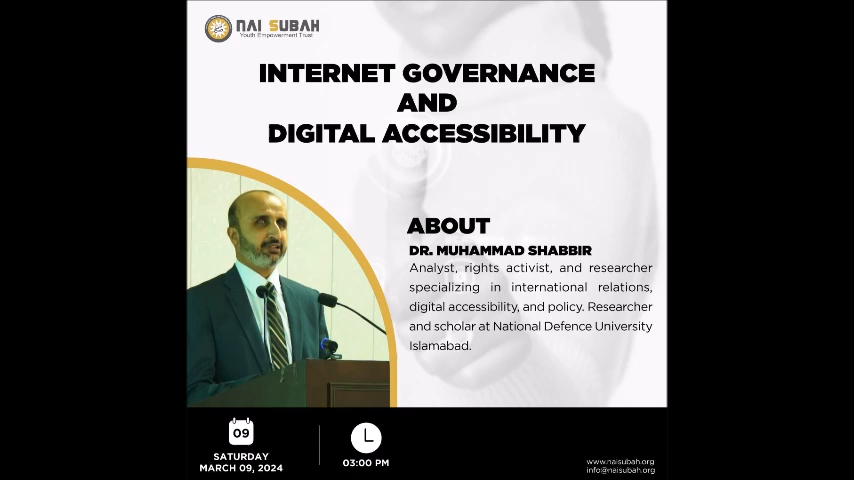 NAI SUBAH
Youth Empowerment Trust
INTERNET GOVERNANCE
AND
DIGITAL ACCESSIBILITY
ABOUT
DR. MUHAMMAD SHABBIR
Analyst, rights activist, and researcher
specializing in international relations,
digital accessibility, and policy. Researcher
and scholar at National Defence University
Islamabad.
09
SATURDAY
MARCH 09, 2024
03:00 PM
www.naisubah.org
info@naisubah.org